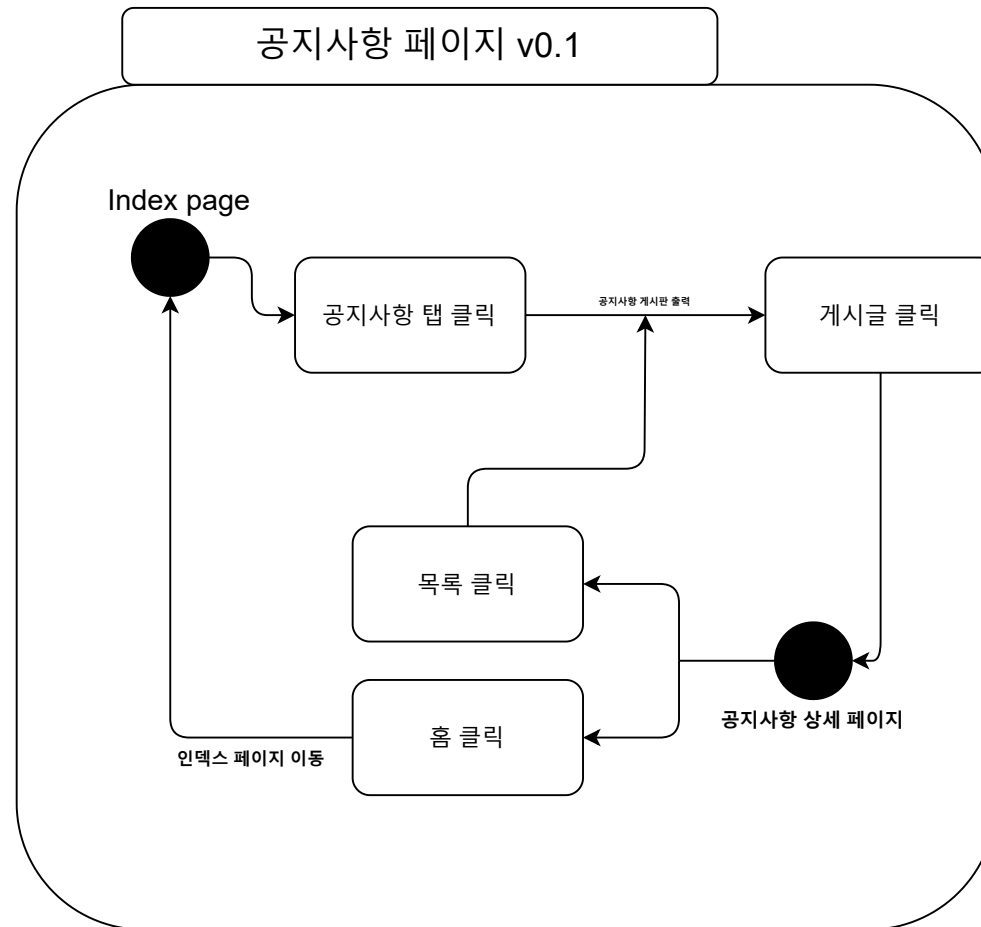 공지사항 페이지 v0.1
Index page
공지사항 탭 클릭
공지사항 게시판 출력
게시글 클릭
목록 클릭
공지사항 상세 페이지
홈 클릭
인덱스 페이지 이동